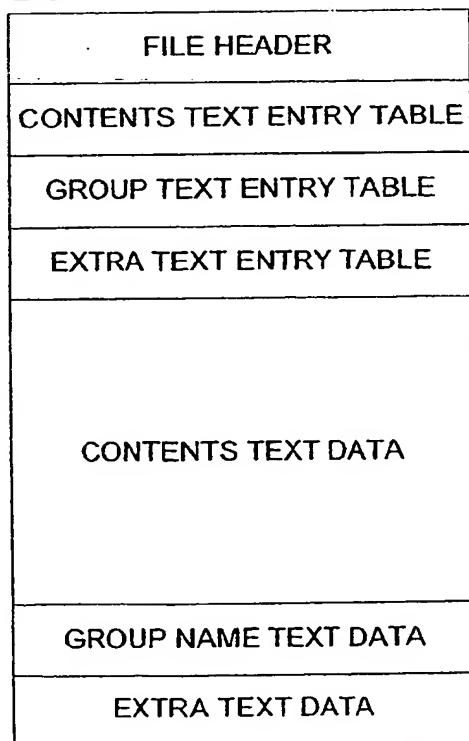 FILE HEADER
CONTENTS TEXT ENTRY TABLE
GROUP TEXT ENTRY TABLE
EXTRA TEXT ENTRY TABLE
CONTENTS TEXT DATA
GROUP NAME TEXT DATA
EXTRA TEXT DATA